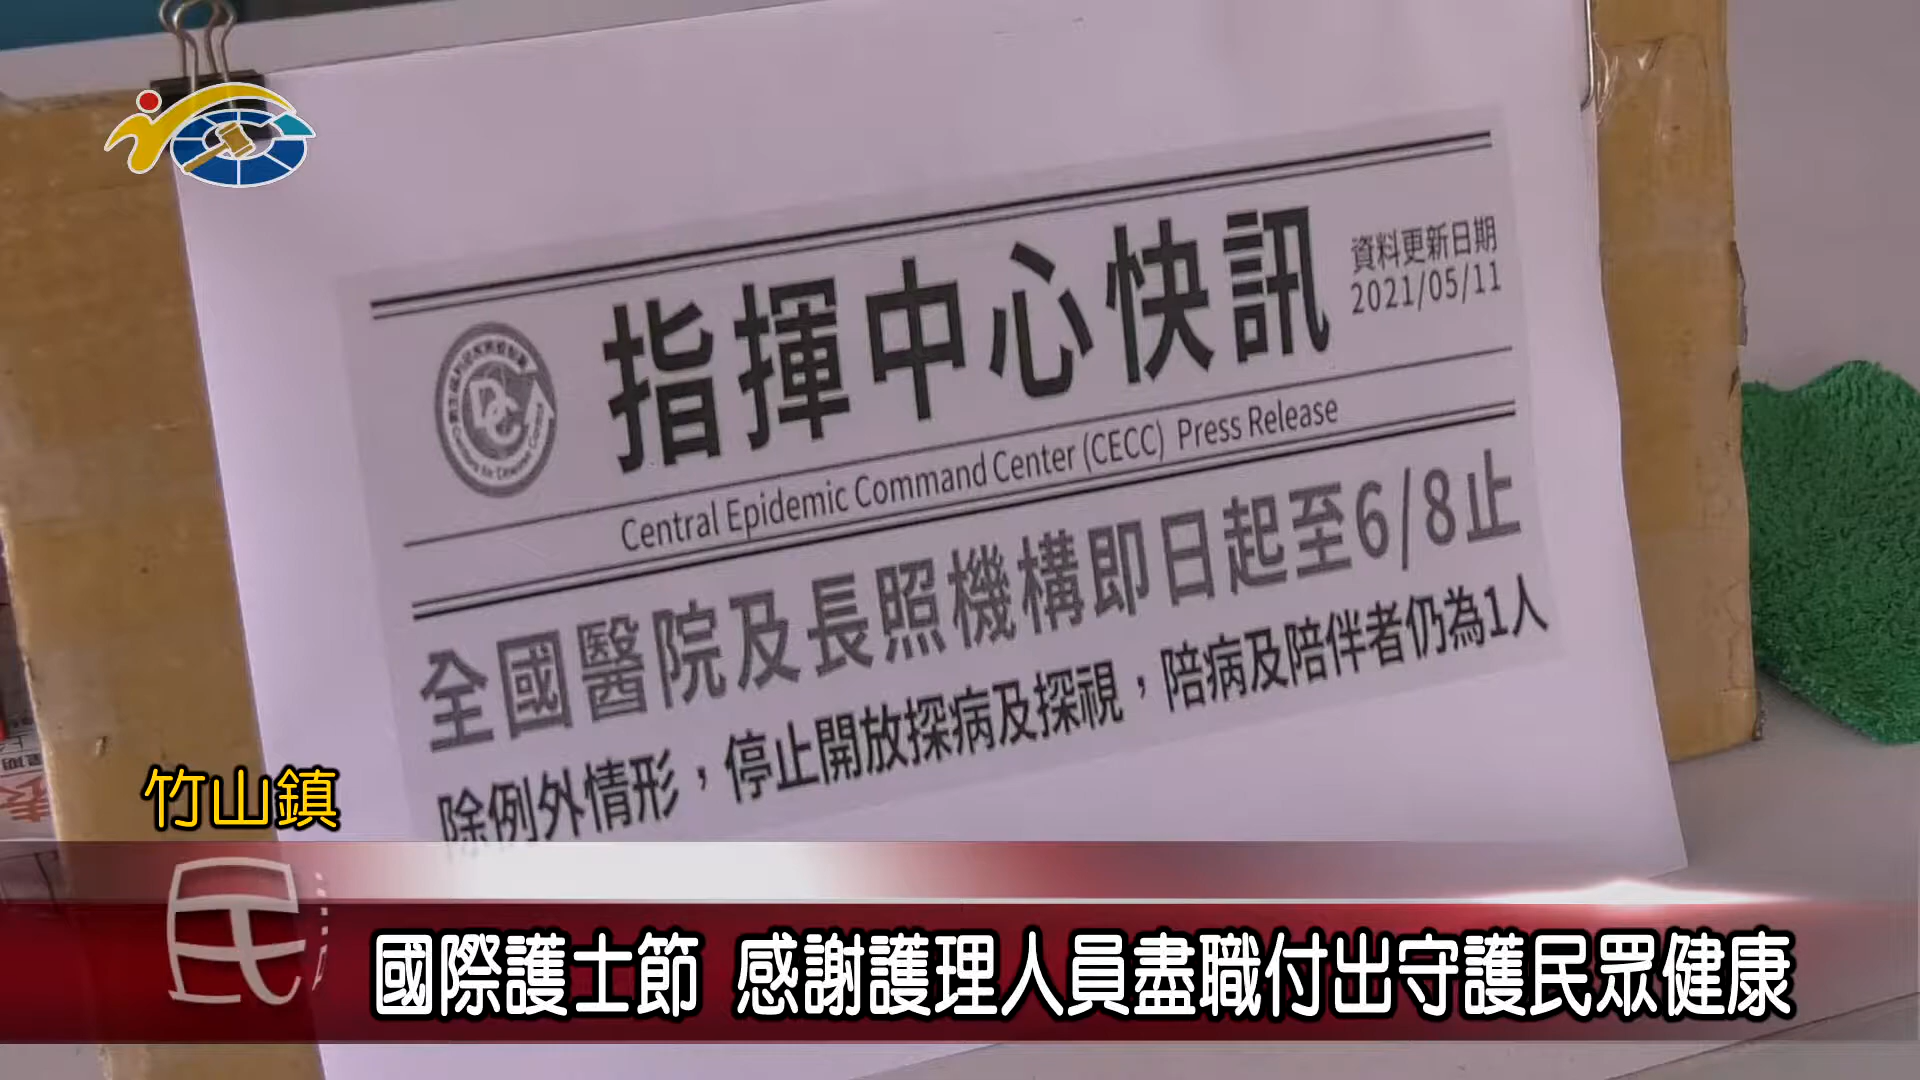 指揮中心快訊
資料更新日期
2021/05/11
Central Epidemic Command Center (CECC) Press Release
全國醫院及長照機構即日起至6/8止
除例外情形，停止開放探病及探視，陪病及陪伴者仍為1人
竹山鎮
民
國際護士節 感謝護理人員盡職付出守護民眾健康